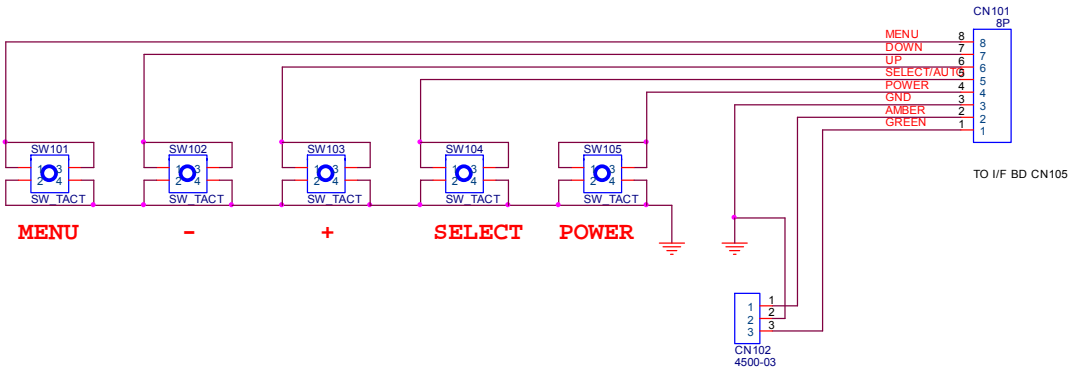 CN101
8P
MENU 8 8
DOWN 7 7
UP 6 6
SELECT/AUTO 5 5
POWER 4 4
GND 3 3
AMBER 2 2
GREEN 1 1
TO I/F BD CN105
SW101 SW102 SW103 SW104 SW105
1 3 1 3 1 3 1 3 1 3
2 4 2 4 2 4 2 4 2 4
SW_TACT SW_TACT SW_TACT SW_TACT SW_TACT
MENU - + SELECT POWER
1 1
2 2
3 3
CN102
4500-03